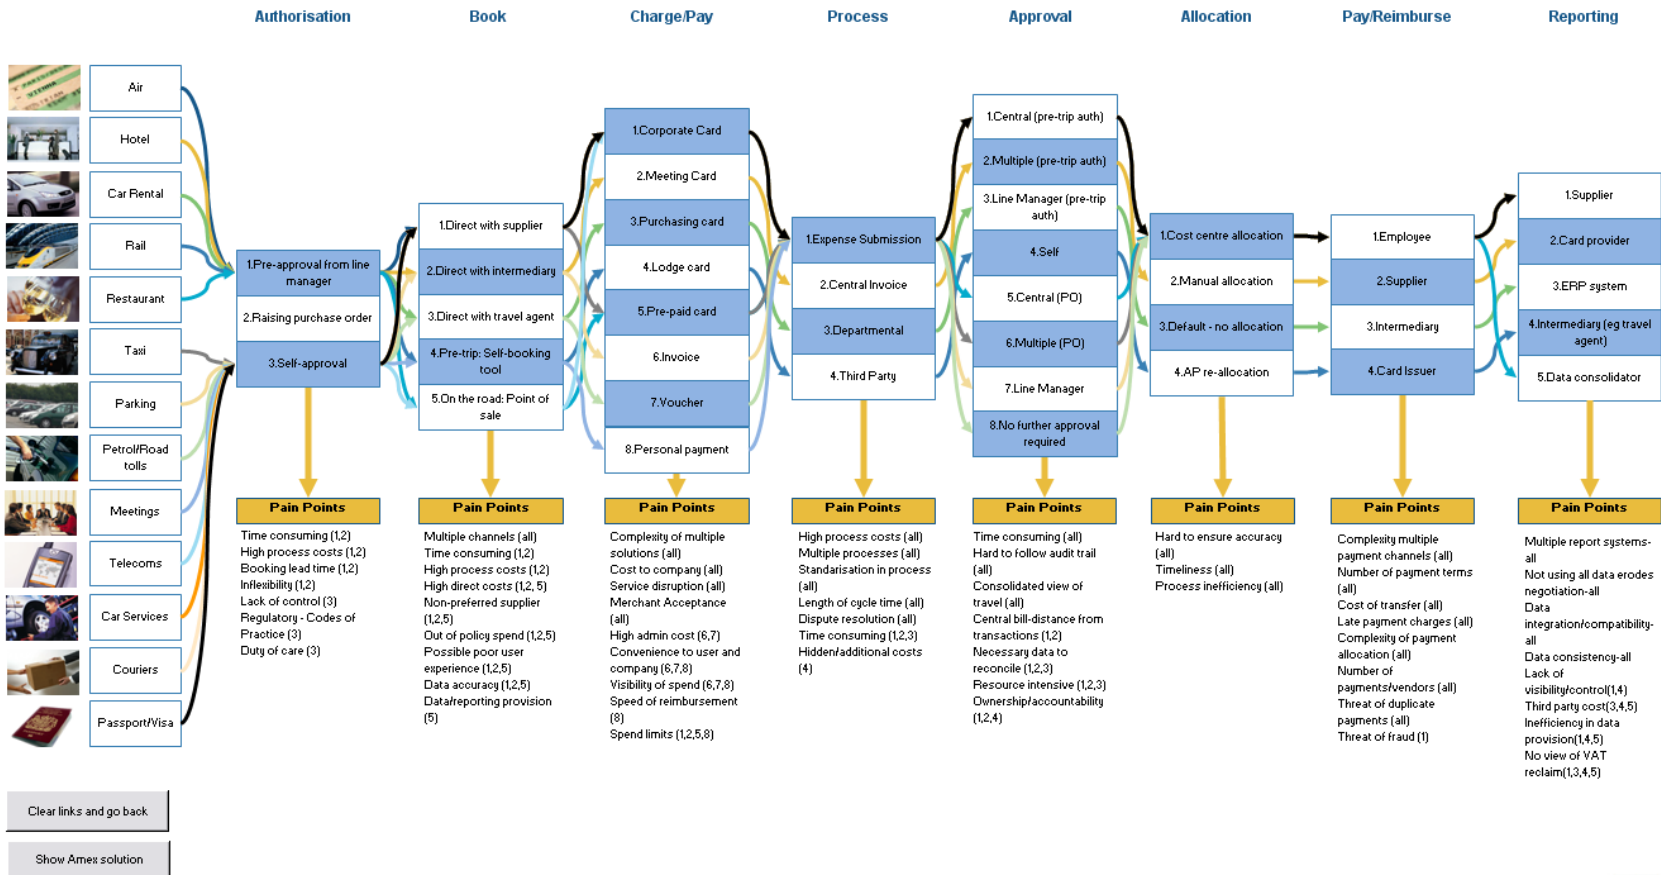 Authorisation
Book
Charge/Pay
Process
Approval
Allocation
Pay/Reimburse
Reporting
Air
Hotel
Car Rental
Rail
Restaurant
Taxi
Parking
Petrol/Road
tolls
Meetings
Telecoms
Car Services
Couriers
Passport/Visa
1.Pre-approval from line
manager
2.Raising purchase order
3.Self-approval
1.Direct with supplier
2.Direct with intermediary
3.Direct with travel agent
4.Pre-trip: Self-booking
tool
5.On the road: Point of
sale
1.Corporate Card
2.Meeting Card
3.Purchasing card
4.Lodge card
5.Pre-paid card
6.Invoice
7.Voucher
8.Personal payment
1.Expense Submission
2.Central Invoice
3.Departmental
4.Third Party
1.Central (pre-trip auth)
2.Multiple (pre-trip auth)
3.Line Manager (pre-trip
auth)
4.Self
5.Central (PO)
6.Multiple (PO)
7.Line Manager
8.No further approval
required
1.Cost centre allocation
2.Manual allocation
3.Default - no allocation
4.AP re-allocation
1.Employee
2.Supplier
3.Intermediary
4.Card Issuer
1.Supplier
2.Card provider
3.ERP system
4.Intermediary (eg travel
agent)
5.Data consolidator
Pain Points
Time consuming (1,2)
High process costs (1,2)
Booking lead time (1,2)
Inflexibility (1,2)
Lack of control (3)
Regulatory - Codes of
Practice (3)
Duty of care (3)
Pain Points
Multiple channels (all)
Time consuming (1,2)
High process costs (1,2)
High direct costs (1,2, 5)
Non-preferred supplier
(1,2,5)
Out of policy spend (1,2,5)
Possible poor user
experience (1,2,5)
Data accuracy (1,2,5)
Data/reporting provision
(5)
Pain Points
Complexity of multiple
solutions (all)
Cost to company (all)
Service disruption (all)
Merchant Acceptance
(all)
High admin cost (6,7)
Convenience to user and
company (6,7,8)
Visibility of spend (6,7,8)
Speed of reimbursement
(8)
Spend limits (1,2,5,8)
Pain Points
High process costs (all)
Multiple processes (all)
Standarisation in process
(all)
Length of cycle time (all)
Dispute resolution (all)
Time consuming (1,2,3)
Hidden/additional costs
(4)
Pain Points
Time consuming (all)
Hard to follow audit trail
(all)
Consolidated view of
travel (all)
Central bill-distance from
transactions (1,2)
Necessary data to
reconcile (1,2,3)
Resource intensive (1,2,3)
Ownership/accountability
(1,2,4)
Pain Points
Hard to ensure accuracy
(all)
Timeliness (all)
Process inefficiency (all)
Pain Points
Complexity multiple
payment channels (all)
Number of payment terms
(all)
Cost of transfer (all)
Late payment charges (all)
Complexity of payment
allocation (all)
Number of
payments/vendors (all)
Threat of duplicate
payments (all)
Threat of fraud (1)
Pain Points
Multiple report systems-
all
Not using all data erodes
negotiation-all
Data
integration/compatibility-
all
Data consistency-all
Lack of
visibility/control(1,4)
Third party cost(3,4,5)
Inefficiency in data
provision(1,4,5)
No view of VAT
reclaim(1,3,4,5)
Clear links and go back
Show Amex solution